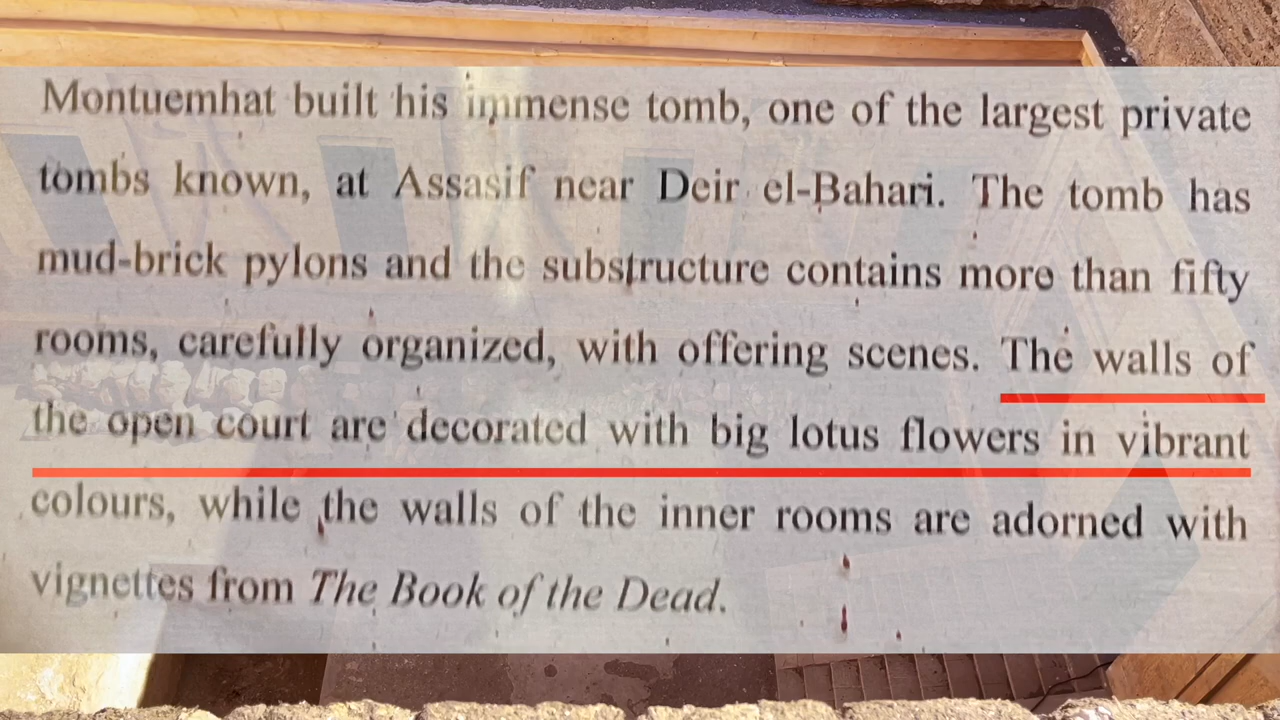 Montuemhat built his immense tomb, one of the largest private
tombs known, at Assasif near Deir el-Bahari. The tomb has
mud-brick pylons and the substructure contains more than fifty
rooms, carefully organized, with offering scenes. The walls of
the open court are decorated with big lotus flowers in vibrant
colours, while the walls of the inner rooms are adorned with
vignettes from The Book of the Dead.